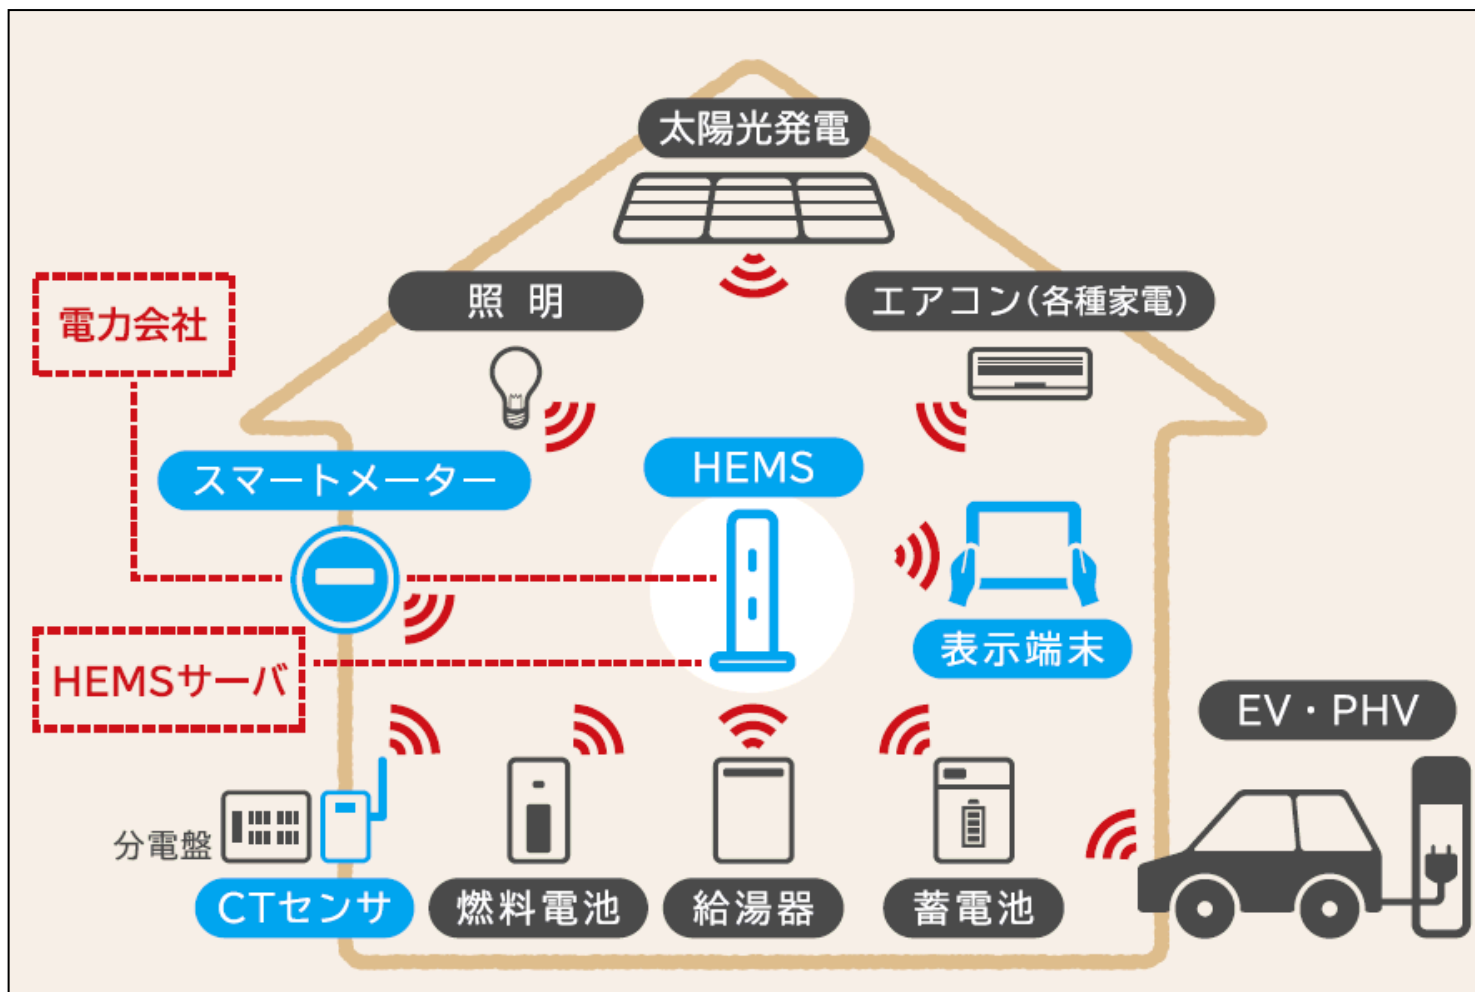 太陽光発電
照明
エアコン(各種家電)
電力会社
スマートメーター
HEMS
表示端末
HEMSサーバ
EV・PHV
分電盤
CTセンサ
燃料電池
給湯器
蓄電池